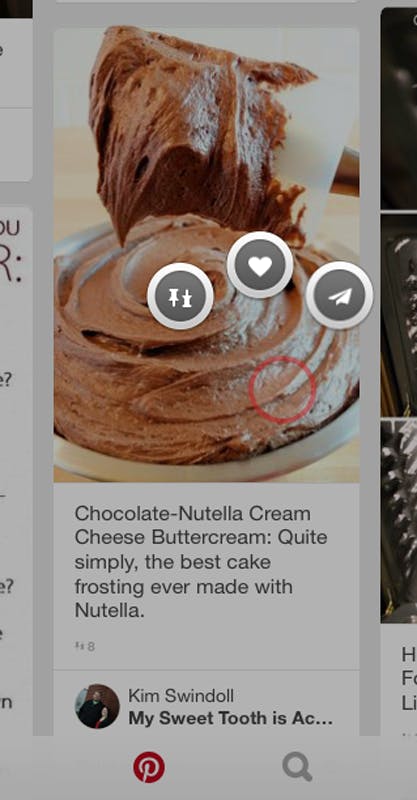 OU
R:
e?
e?
Chocolate-Nutella Cream
Cheese Buttercream: Quite
simply, the best cake
frosting ever made with
Nutella.
8
Kim Swindoll
My Sweet Tooth is Ac...
H
Fo
Li